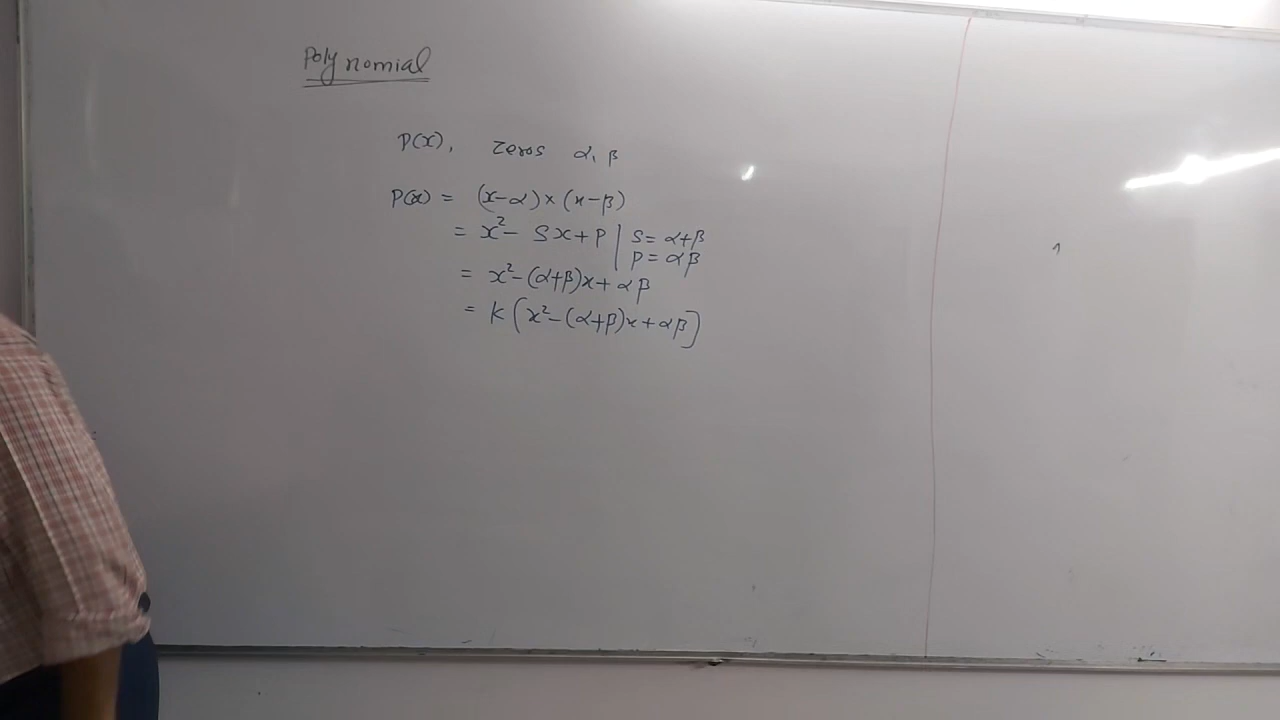 Polynomial
P(x), zeros α, β
P(x) = (x-α)×(x-β)
= x²- Sx+P | S= α+β
P= αβ
= x²-(α+β)x+αβ
= K(x²-(α+β)x+αβ)